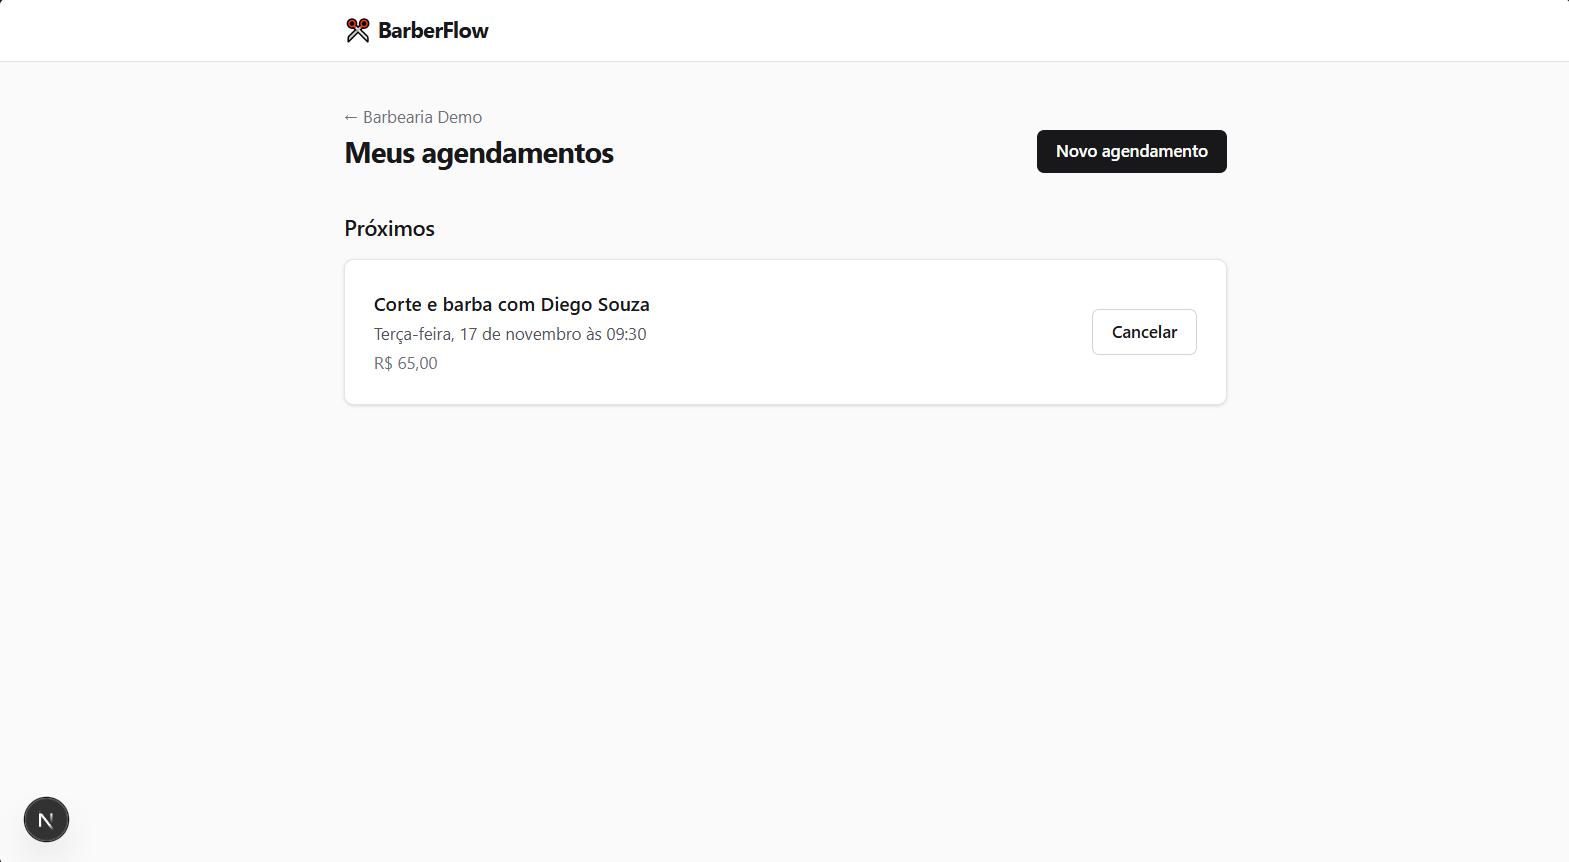 BarberFlow
← Barbearia Demo
Meus agendamentos
Novo agendamento
Próximos
Corte e barba com Diego Souza
Terça-feira, 17 de novembro às 09:30
R$ 65,00
Cancelar
N